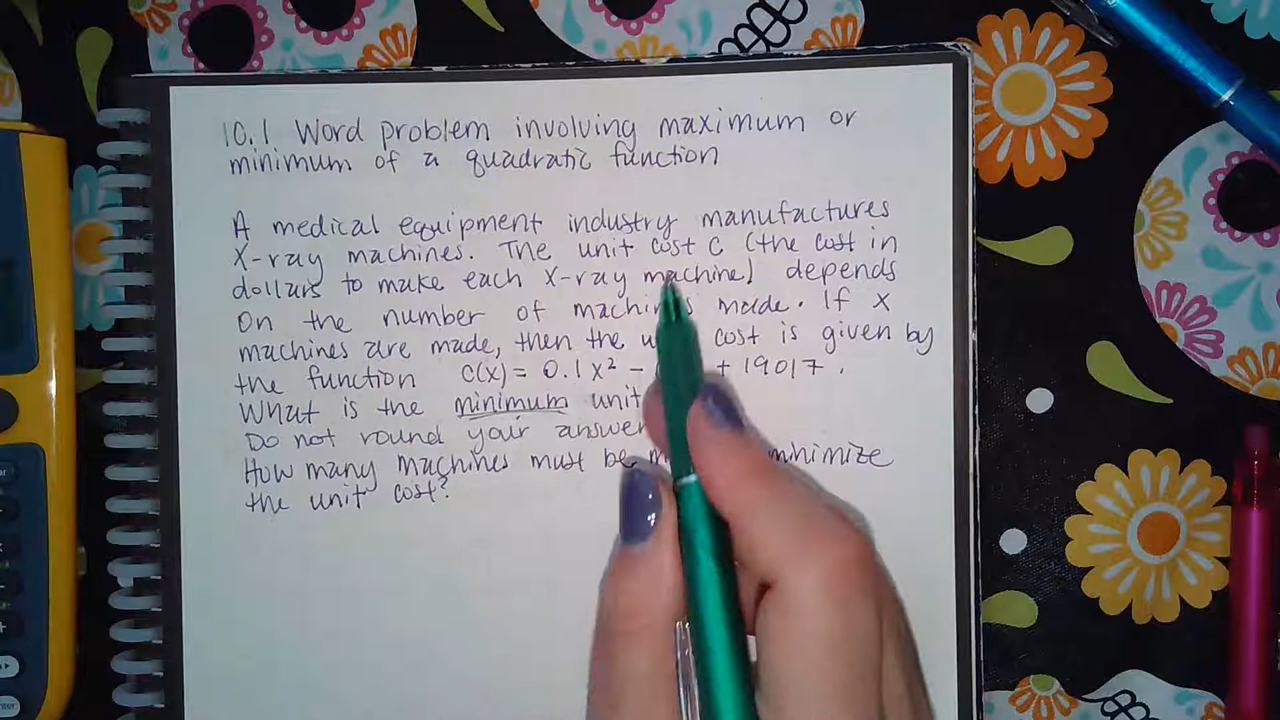 10.1 Word problem involving maximum or
minimum of a quadratic function
A medical equipment industry manufactures
X-ray machines. The unit cost C (the cost in
dollars to make each X-ray machine) depends
on the number of machines made. If x
machines are made, then the cost is given by
the function C(x) = 0.1x² - + 19017.
What is the minimum unit
Do not round your answer
How many machines must be minimize
the unit cost?